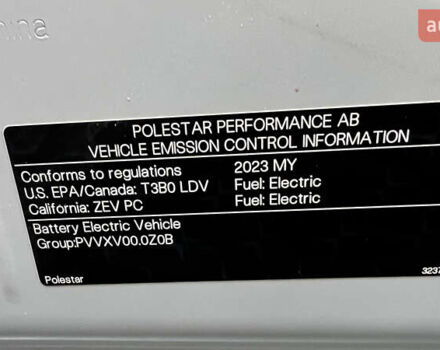 POLESTAR PERFORMANCE AB
VEHICLE EMISSION CONTROL INFORMATION
Conforms to regulations 2023 MY
U.S. EPA/Canada: T3B0 LDV Fuel: Electric
California: ZEV PC Fuel: Electric
Battery Electric Vehicle
Group:PVVXV00.0Z0B
Polestar